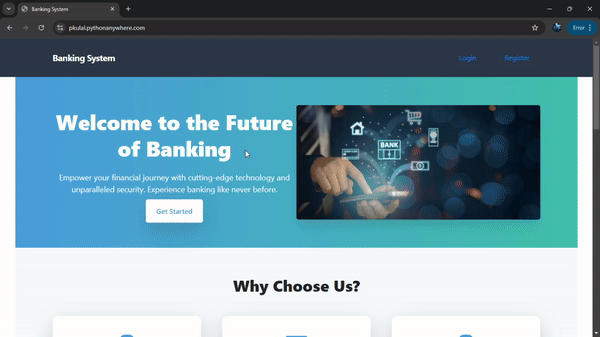 Banking System
pkulal.pythonanywhere.com
Error
Banking System
Login
Register
Welcome to the Future
of Banking
Empower your financial journey with cutting-edge technology and
unparalleled security. Experience banking like never before.
Get Started
BANK
Why Choose Us?